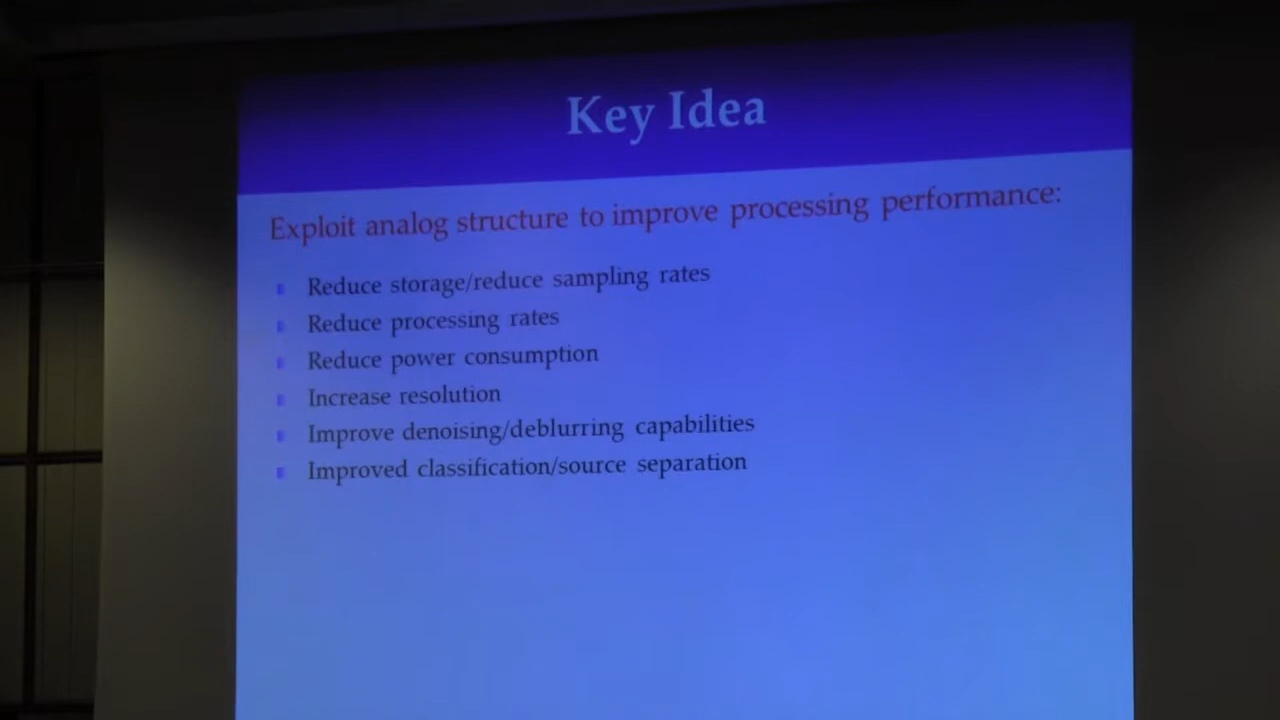 Key Idea
Exploit analog structure to improve processing performance:
Reduce storage/reduce sampling rates
Reduce processing rates
Reduce power consumption
Increase resolution
Improve denoising/deblurring capabilities
Improved classification/source separation